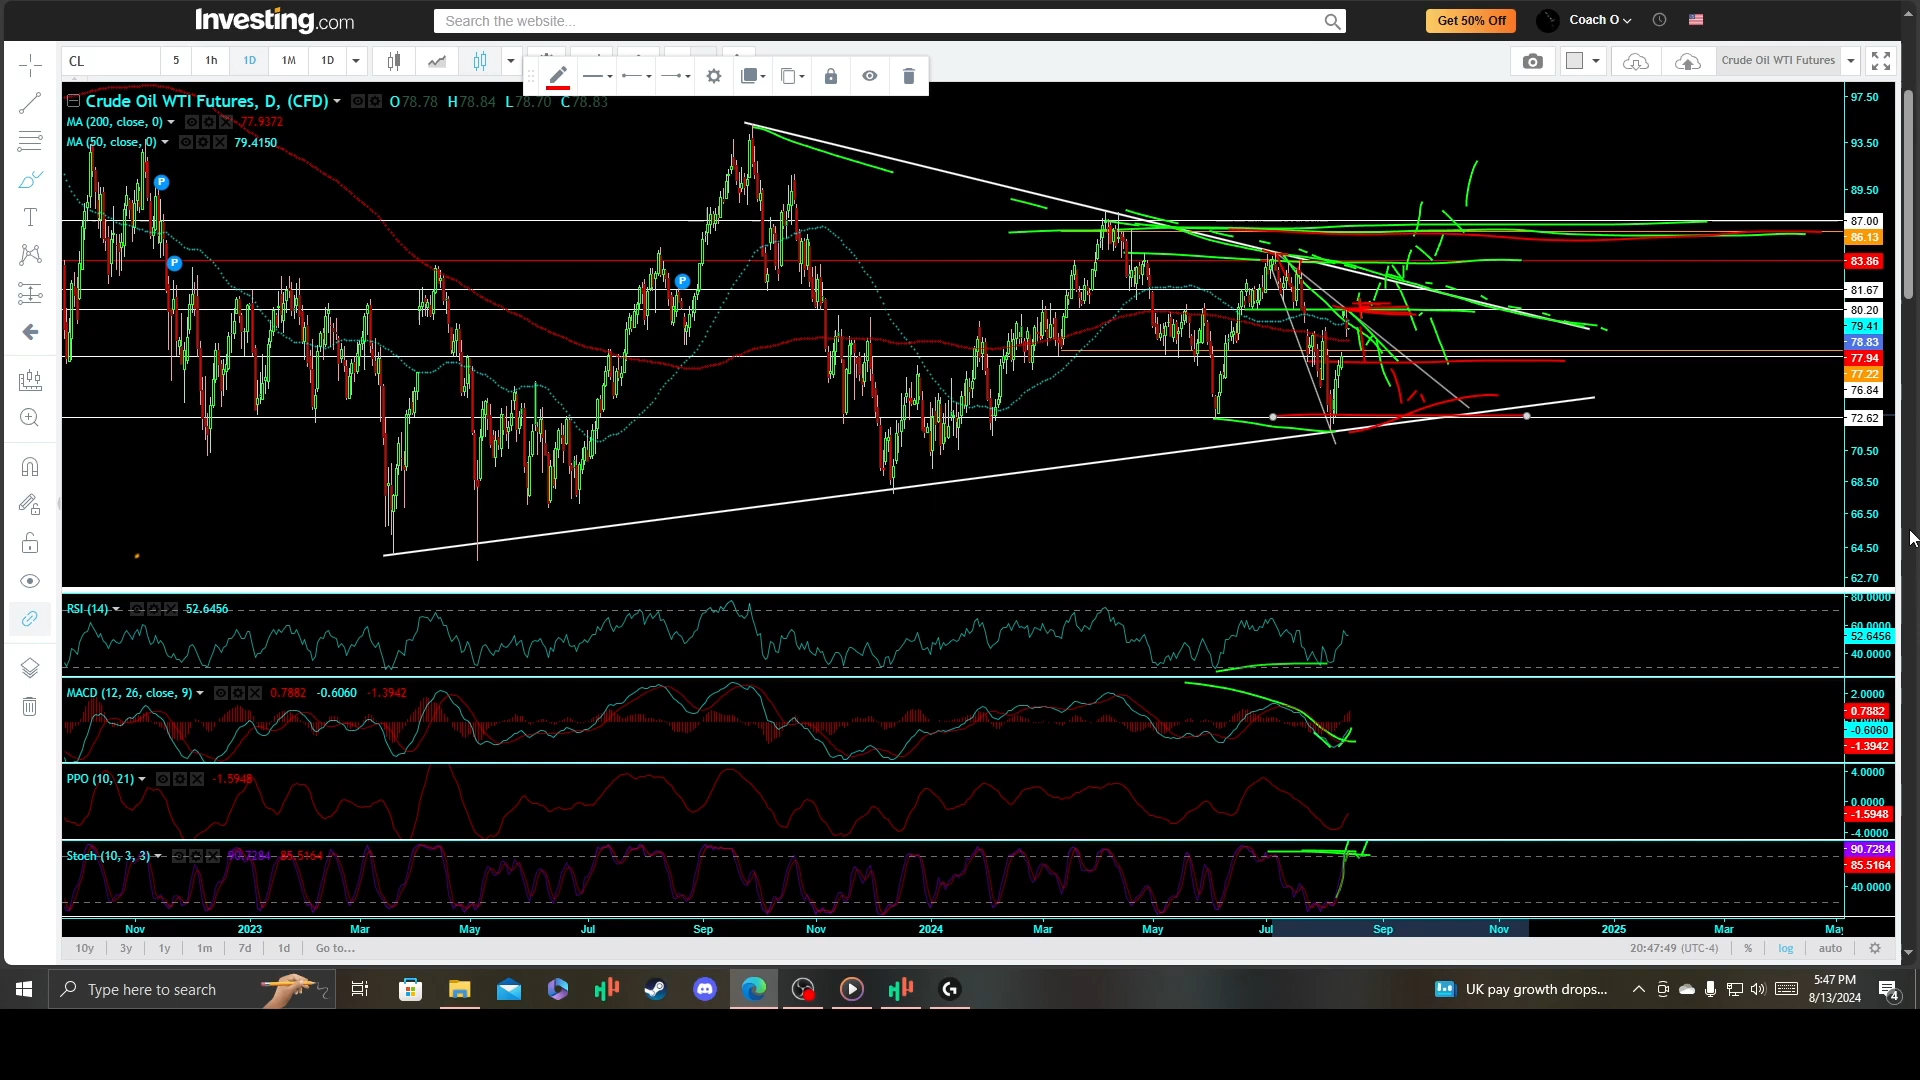 Investing.com
Search the website...
Get 50% Off
Coach O
CL
5
1h
1D
1M
1D
Crude Oil WTI Futures
Crude Oil WTI Futures, D, (CFD)
O78.78 H78.84 L78.70 C78.83
MA (200, close, 0)
77.9372
MA (50, close, 0)
79.4150
P
P
P
97.50
93.50
89.50
87.00
86.13
83.86
81.67
80.20
79.41
78.83
77.94
77.22
76.84
72.62
70.50
68.50
66.50
64.50
62.70
RSI (14)
52.6456
80.0000
60.0000
52.6456
40.0000
MACD (12, 26, close, 9)
0.7882 -0.6060 -1.3942
2.0000
0.7882
-0.6060
-1.3942
PPO (10, 21)
-1.5948
4.0000
0.0000
-1.5948
-4.0000
Stoch (10, 3, 3)
90.7284 85.5164
90.7284
85.5164
40.0000
Nov 2023 Mar May Jul Sep Nov 2024 Mar May Jul Sep Nov 2025 Mar May
10y 3y 1y 1m 7d 1d Go to...
20:47:49 (UTC-4) % log auto
Type here to search
UK pay growth drops...
5:47 PM
8/13/2024
4